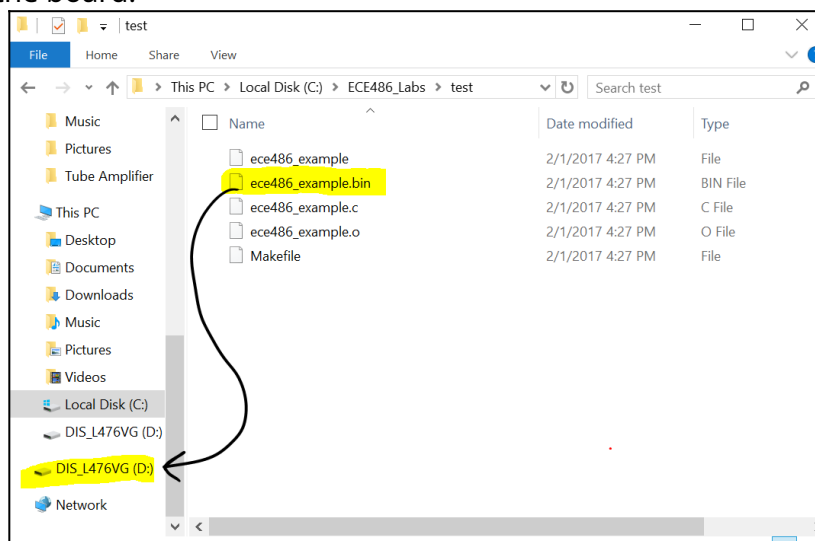 the board.
test
File Home Share View
This PC > Local Disk (C:) > ECE486_Labs > test
Search test
Music
Pictures
Tube Amplifier
This PC
Desktop
Documents
Downloads
Music
Pictures
Videos
Local Disk (C:)
DIS_L476VG (D:)
DIS_L476VG (D:)
Network
Name Date modified Type
ece486_example 2/1/2017 4:27 PM File
ece486_example.bin 2/1/2017 4:27 PM BIN File
ece486_example.c 2/1/2017 4:27 PM C File
ece486_example.o 2/1/2017 4:27 PM O File
Makefile 2/1/2017 4:27 PM File